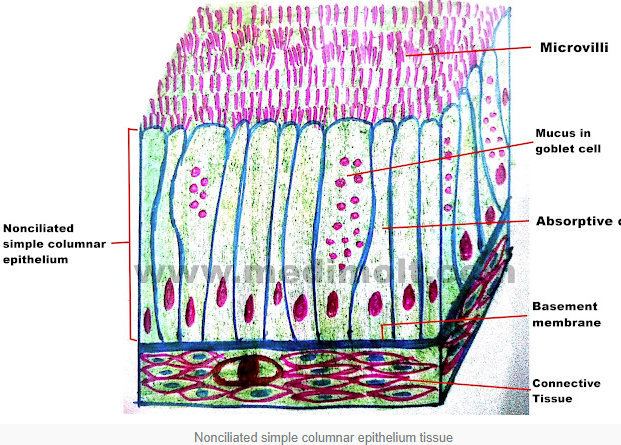 Microvilli
Mucus in
goblet cell
Nonciliated
simple columnar
epithelium
Absorptive c
www.medimolt.com
Basement
membrane
Connective
Tissue
Nonciliated simple columnar epithelium tissue